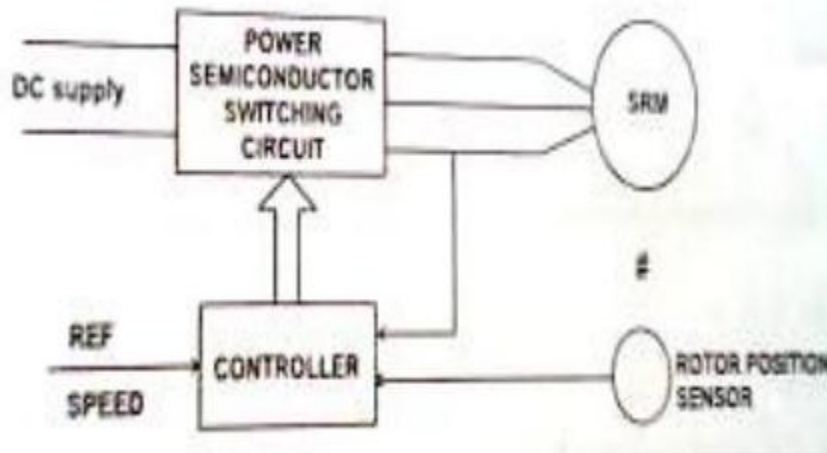 POWER
SEMICONDUCTOR
SWITCHING
CIRCUIT
DC supply
SRM
#
REF
SPEED
CONTROLLER
ROTOR POSITION
SENSOR